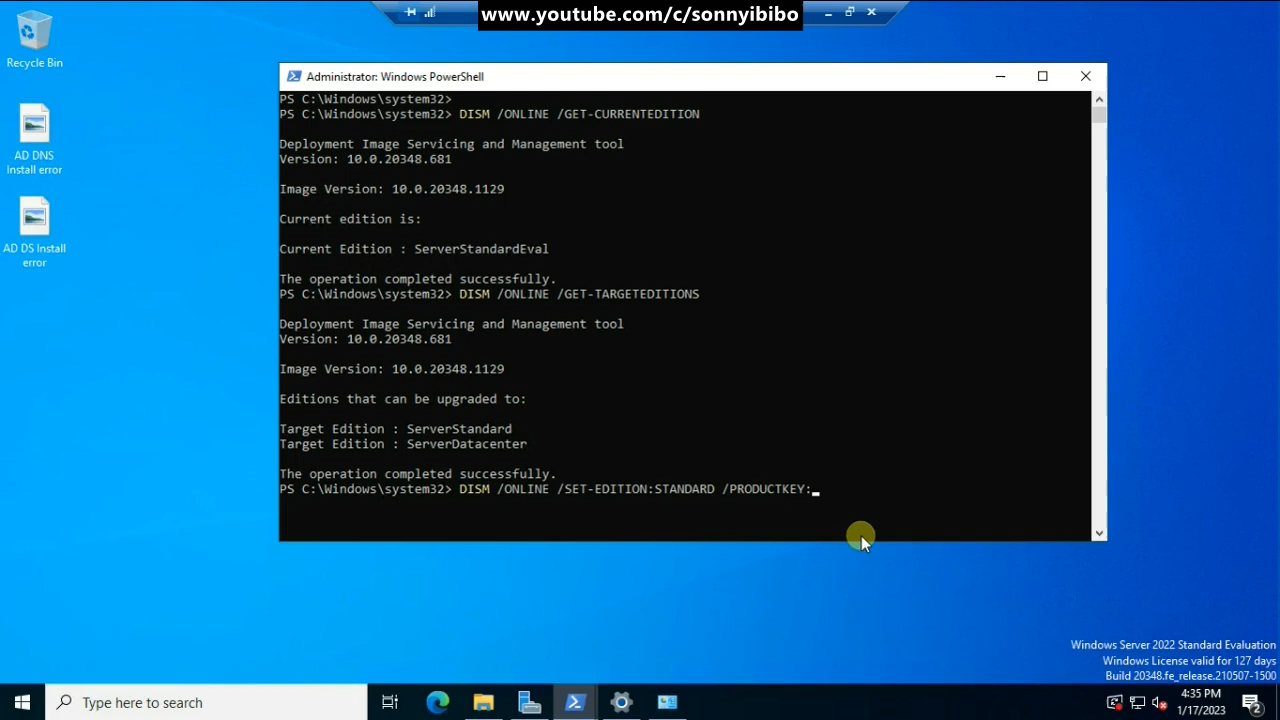 www.youtube.com/c/sonnyibibo
Recycle Bin
AD DNS
Install error
AD DS Install
error
Administrator: Windows PowerShell
PS C:\Windows\system32>
PS C:\Windows\system32> DISM /ONLINE /GET-CURRENTEDITION
Deployment Image Servicing and Management tool
Version: 10.0.20348.681
Image Version: 10.0.20348.1129
Current edition is:
Current Edition : ServerStandardEval
The operation completed successfully.
PS C:\Windows\system32> DISM /ONLINE /GET-TARGETEDITIONS
Deployment Image Servicing and Management tool
Version: 10.0.20348.681
Image Version: 10.0.20348.1129
Editions that can be upgraded to:
Target Edition : ServerStandard
Target Edition : ServerDatacenter
The operation completed successfully.
PS C:\Windows\system32> DISM /ONLINE /SET-EDITION:STANDARD /PRODUCTKEY:
Windows Server 2022 Standard Evaluation
Windows License valid for 127 days
Build 20348.fe_release.210507-1500
Type here to search
4:35 PM
1/17/2023
2